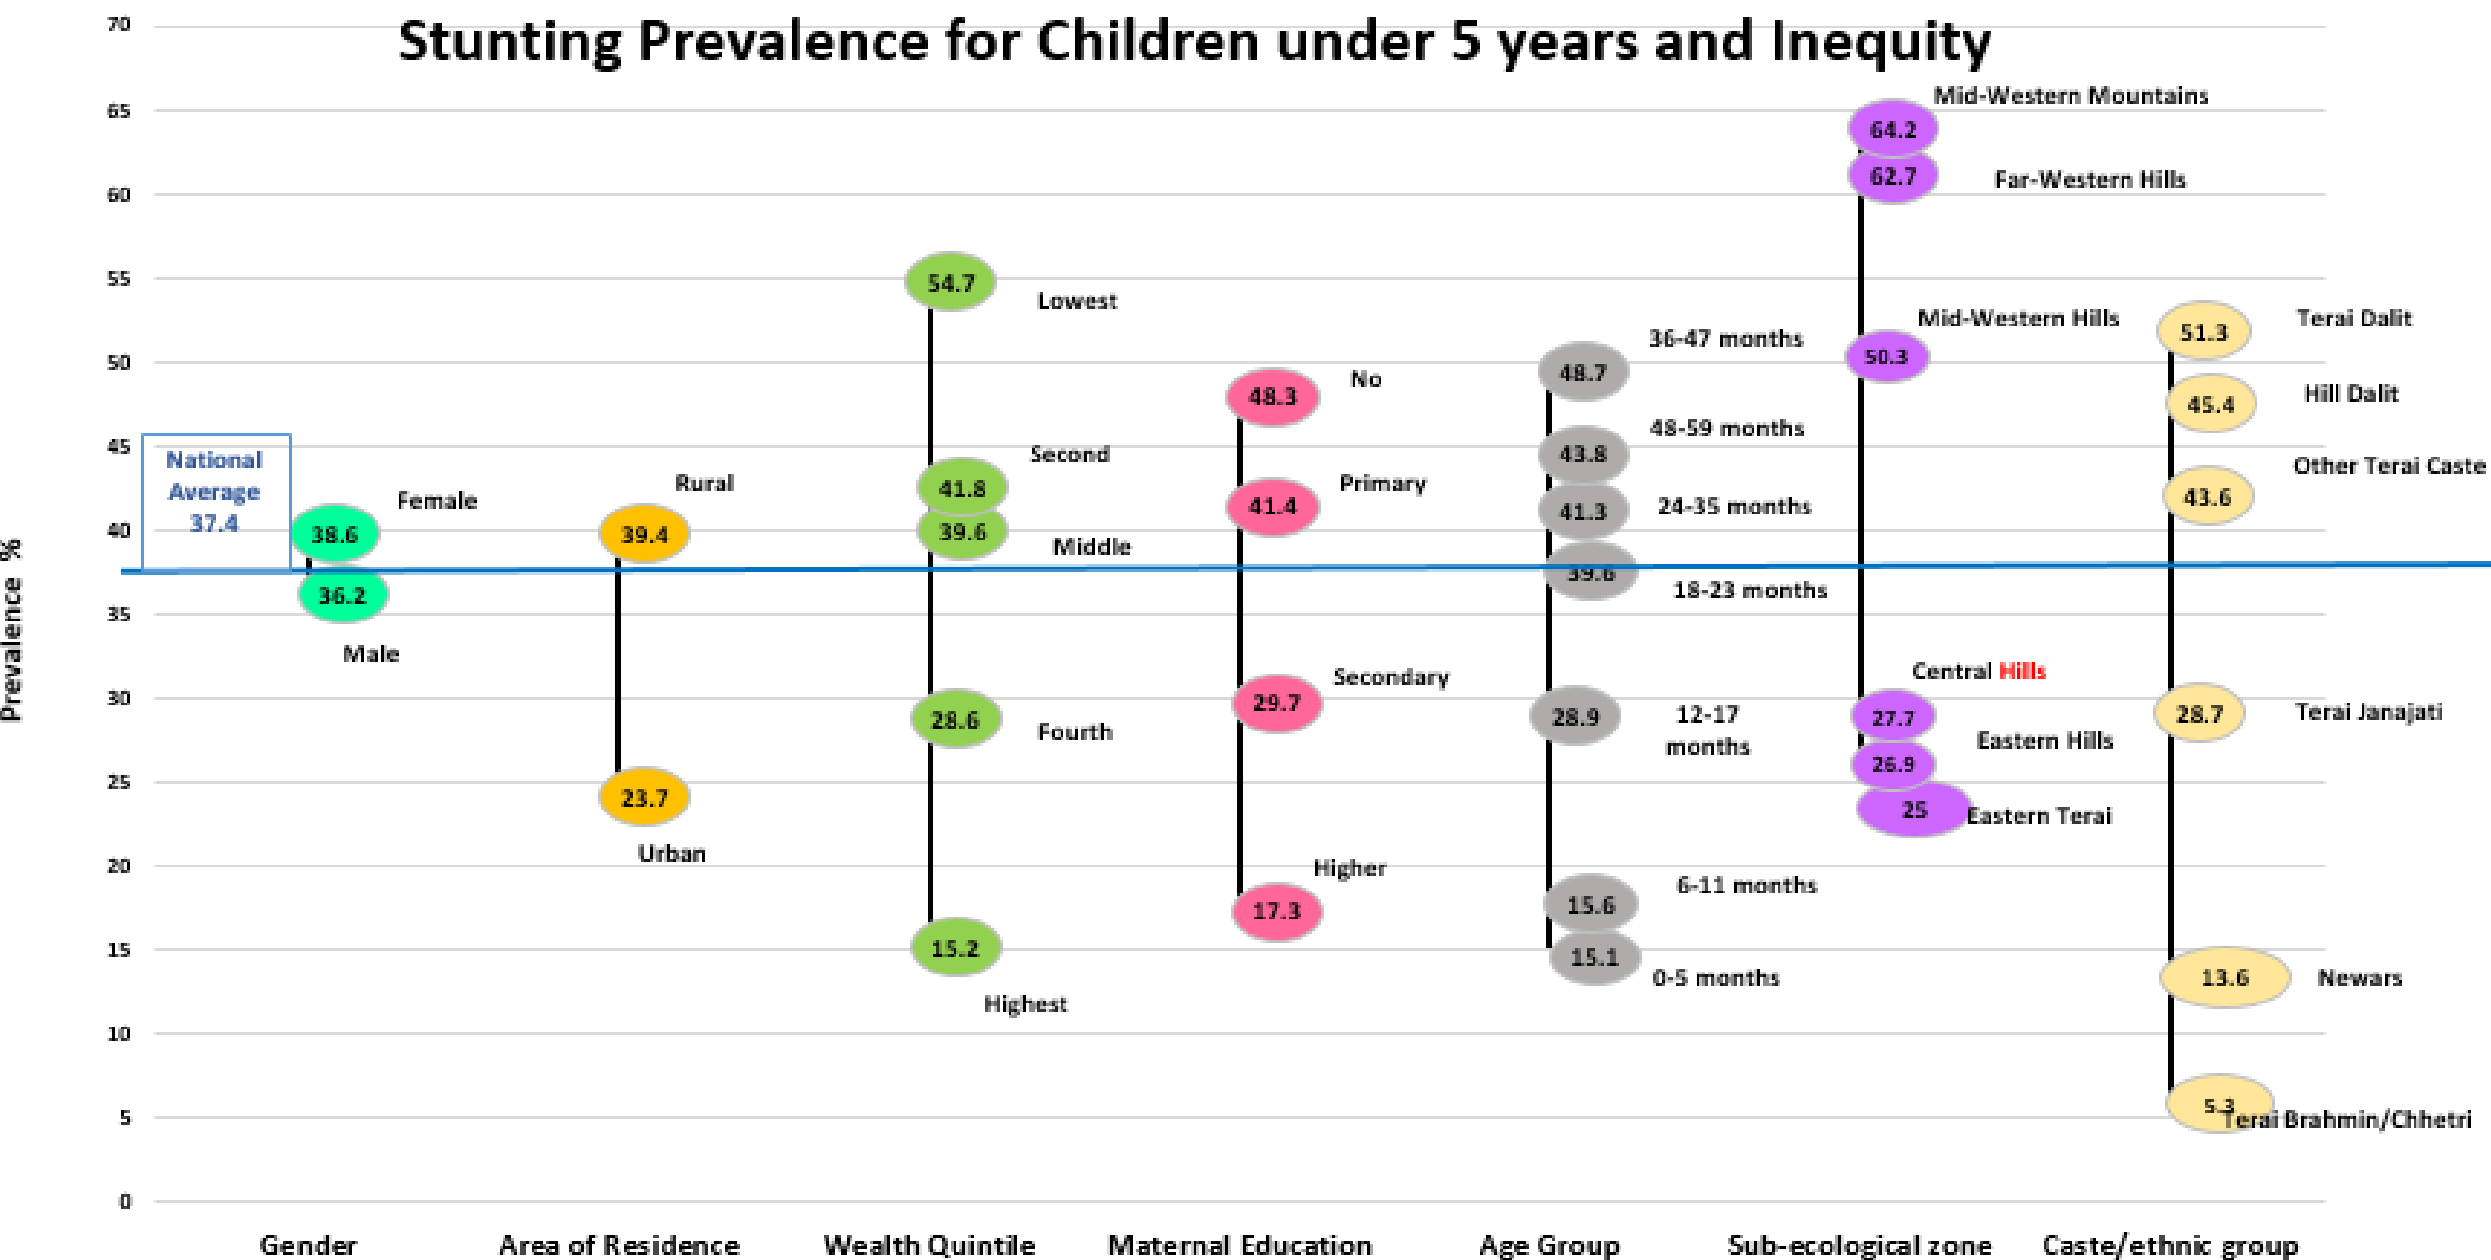 Stunting Prevalence for Children under 5 years and Inequity
Prevalence %
70
65
60
55
50
45
40
35
30
25
20
15
10
5
0
National
Average
37.4
38.6
Female
36.2
Male
39.4
Rural
23.7
Urban
54.7
Lowest
41.8
Second
39.6
Middle
28.6
Fourth
15.2
Highest
48.3
No
41.4
Primary
29.7
Secondary
17.3
Higher
48.7
36-47 months
43.8
48-59 months
41.3
24-35 months
39.6
18-23 months
28.9
12-17
months
15.6
6-11 months
15.1
0-5 months
64.2
Mid-Western Mountains
62.7
Far-Western Hills
50.3
Mid-Western Hills
27.7
Central Hills
26.9
Eastern Hills
25
Eastern Terai
51.3
Terai Dalit
45.4
Hill Dalit
43.6
Other Terai Caste
28.7
Terai Janajati
13.6
Newars
5.3
Terai Brahmin/Chhetri
Gender
Area of Residence
Wealth Quintile
Maternal Education
Age Group
Sub-ecological zone
Caste/ethnic group